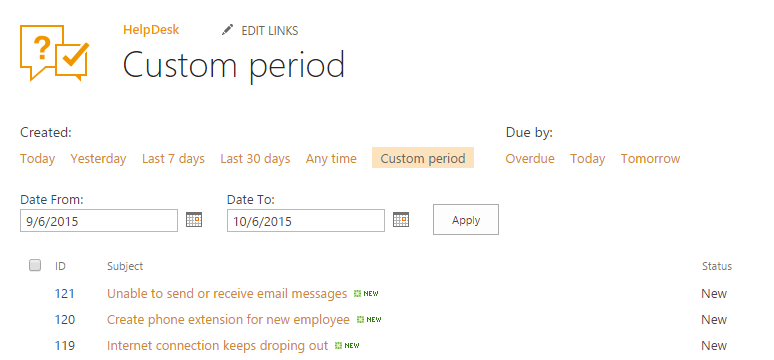 HelpDesk EDIT LINKS
?
Custom period
Created: Due by:
Today Yesterday Last 7 days Last 30 days Any time Custom period Overdue Today Tomorrow
Date From: Date To:
9/6/2015 10/6/2015 Apply
ID Subject Status
121 Unable to send or receive email messages NEW New
120 Create phone extension for new employee NEW New
119 Internet connection keeps droping out NEW New